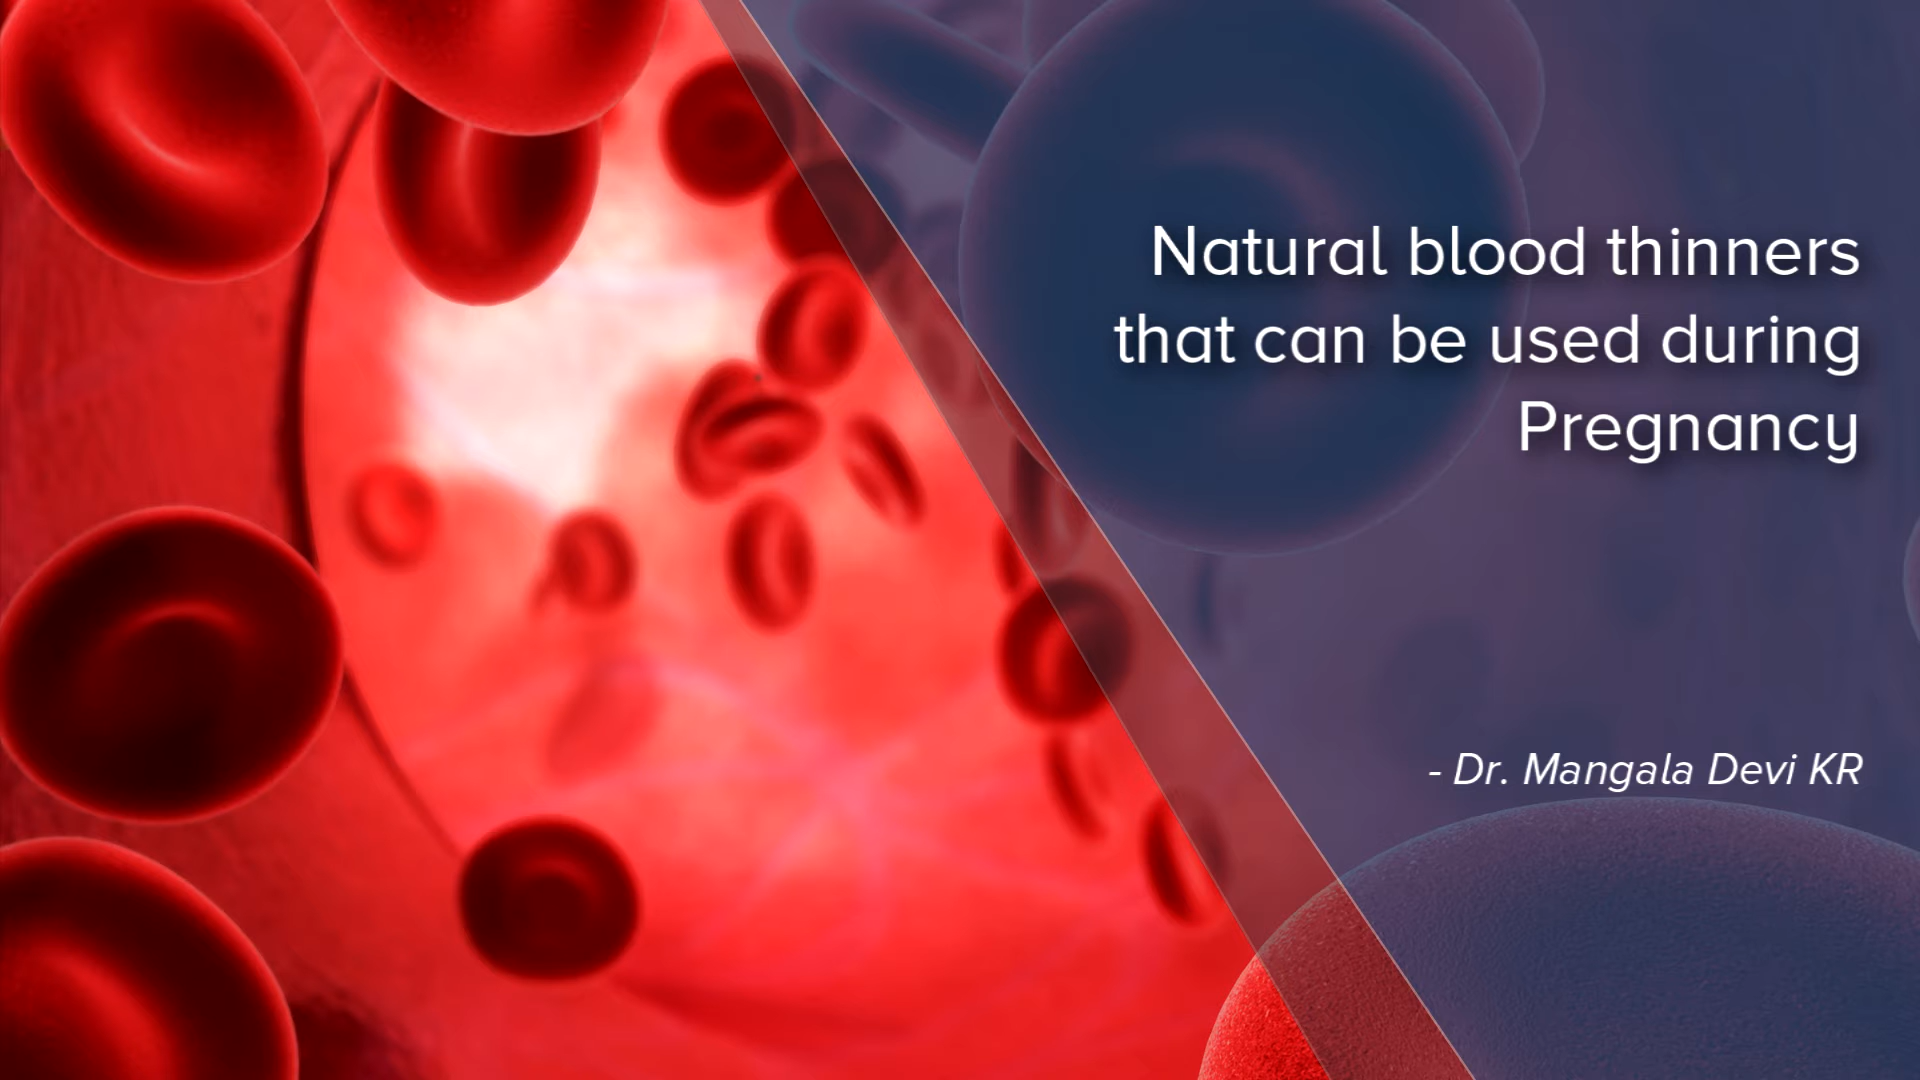 Natural blood thinners
that can be used during
Pregnancy
- Dr. Mangala Devi KR